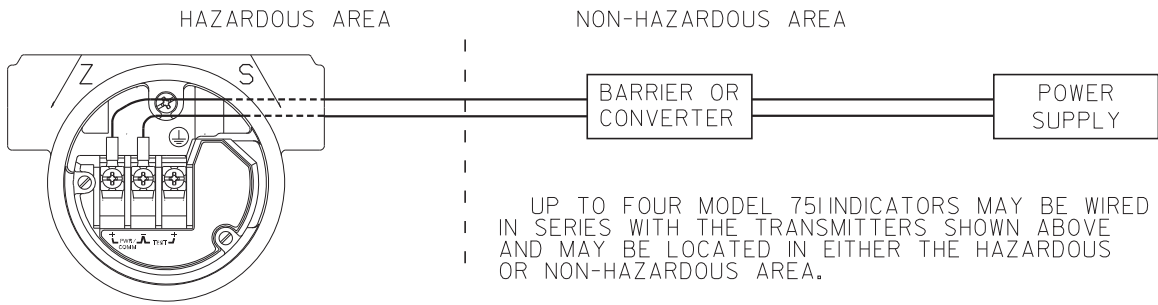 HAZARDOUS AREA
NON-HAZARDOUS AREA
Z S
BARRIER OR
CONVERTER
POWER
SUPPLY
+ PWR/ - TEST +
COMM
UP TO FOUR MODEL 751 INDICATORS MAY BE WIRED
IN SERIES WITH THE TRANSMITTERS SHOWN ABOVE
AND MAY BE LOCATED IN EITHER THE HAZARDOUS
OR NON-HAZARDOUS AREA.